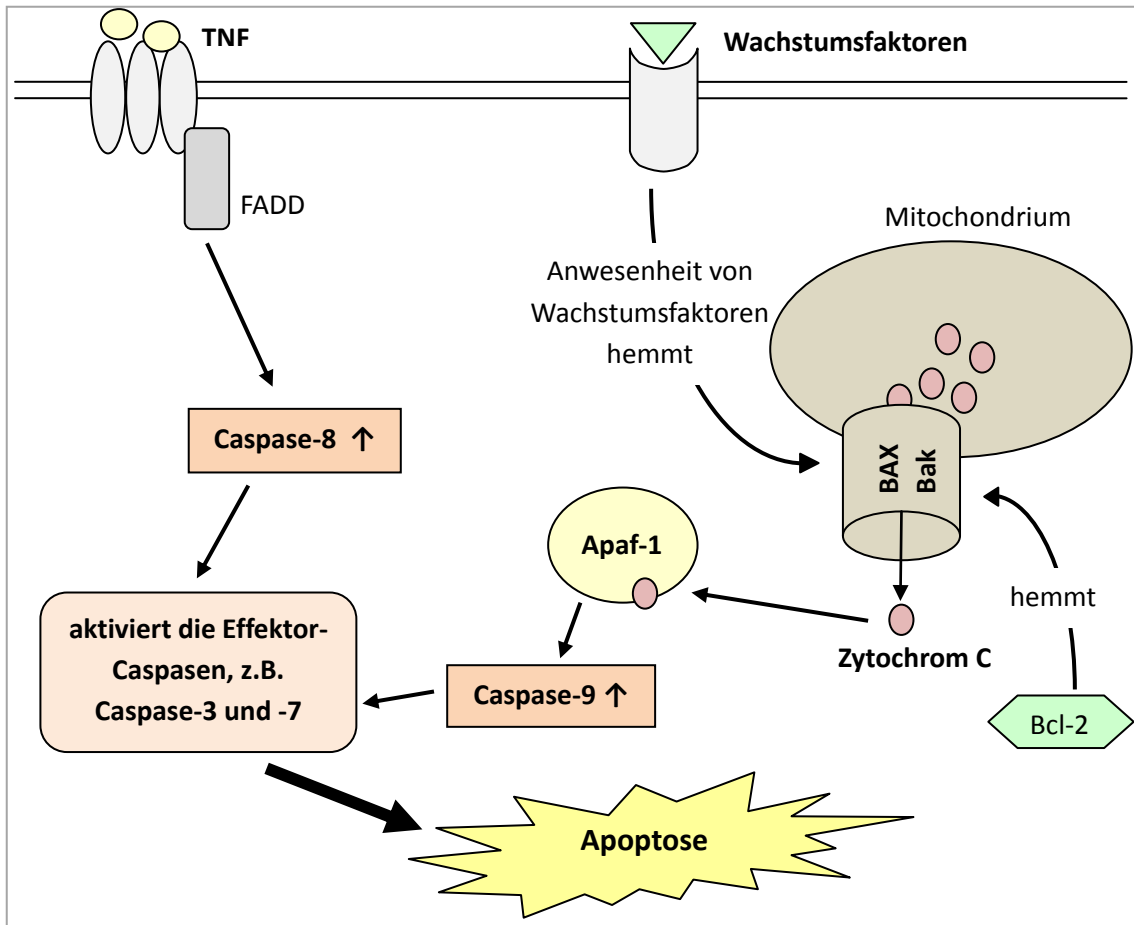 TNF
Wachstumsfaktoren
FADD
Mitochondrium
Anwesenheit von
Wachstumsfaktoren
hemmt
BAX
Bak
Caspase-8 ↑
Apaf-1
hemmt
Zytochrom C
aktiviert die Effektor-
Caspasen, z.B.
Caspase-3 und -7
Caspase-9 ↑
Bcl-2
Apoptose